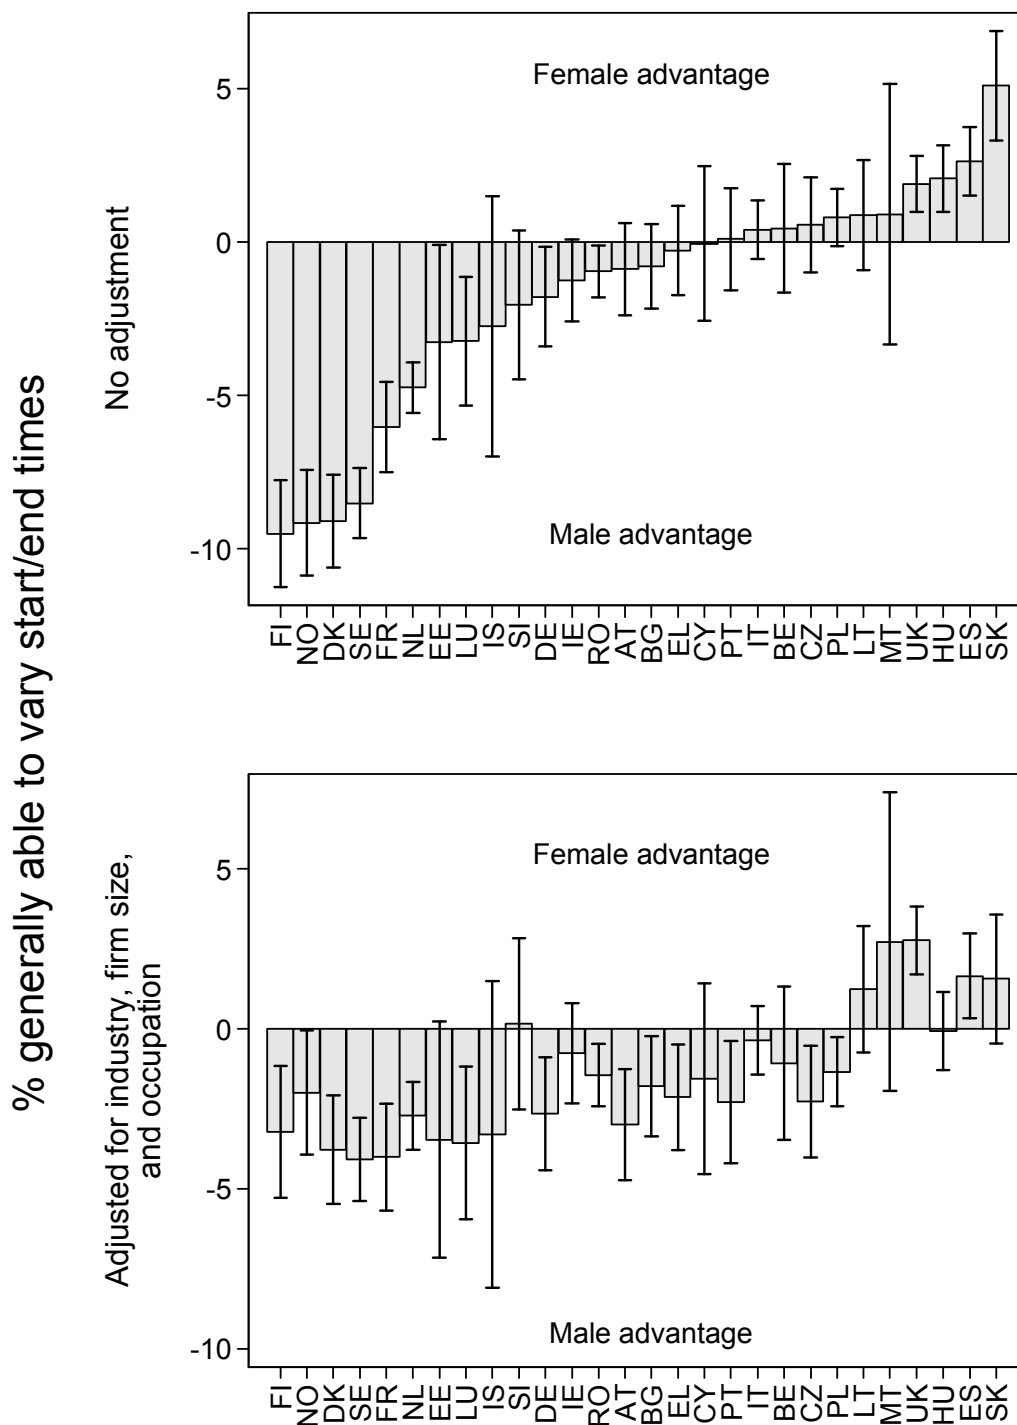 % generally able to vary start/end times
No adjustment
5
0
-5
-10
Female advantage
Male advantage
FI NO DK SE FR NL EE LU IS SI DE IE RO AT BG EL CY PT IT BE CZ PL LT MT UK HU ES SK
Adjusted for industry, firm size,
and occupation
5
0
-5
-10
Female advantage
Male advantage
FI NO DK SE FR NL EE LU IS SI DE IE RO AT BG EL CY PT IT BE CZ PL LT MT UK HU ES SK